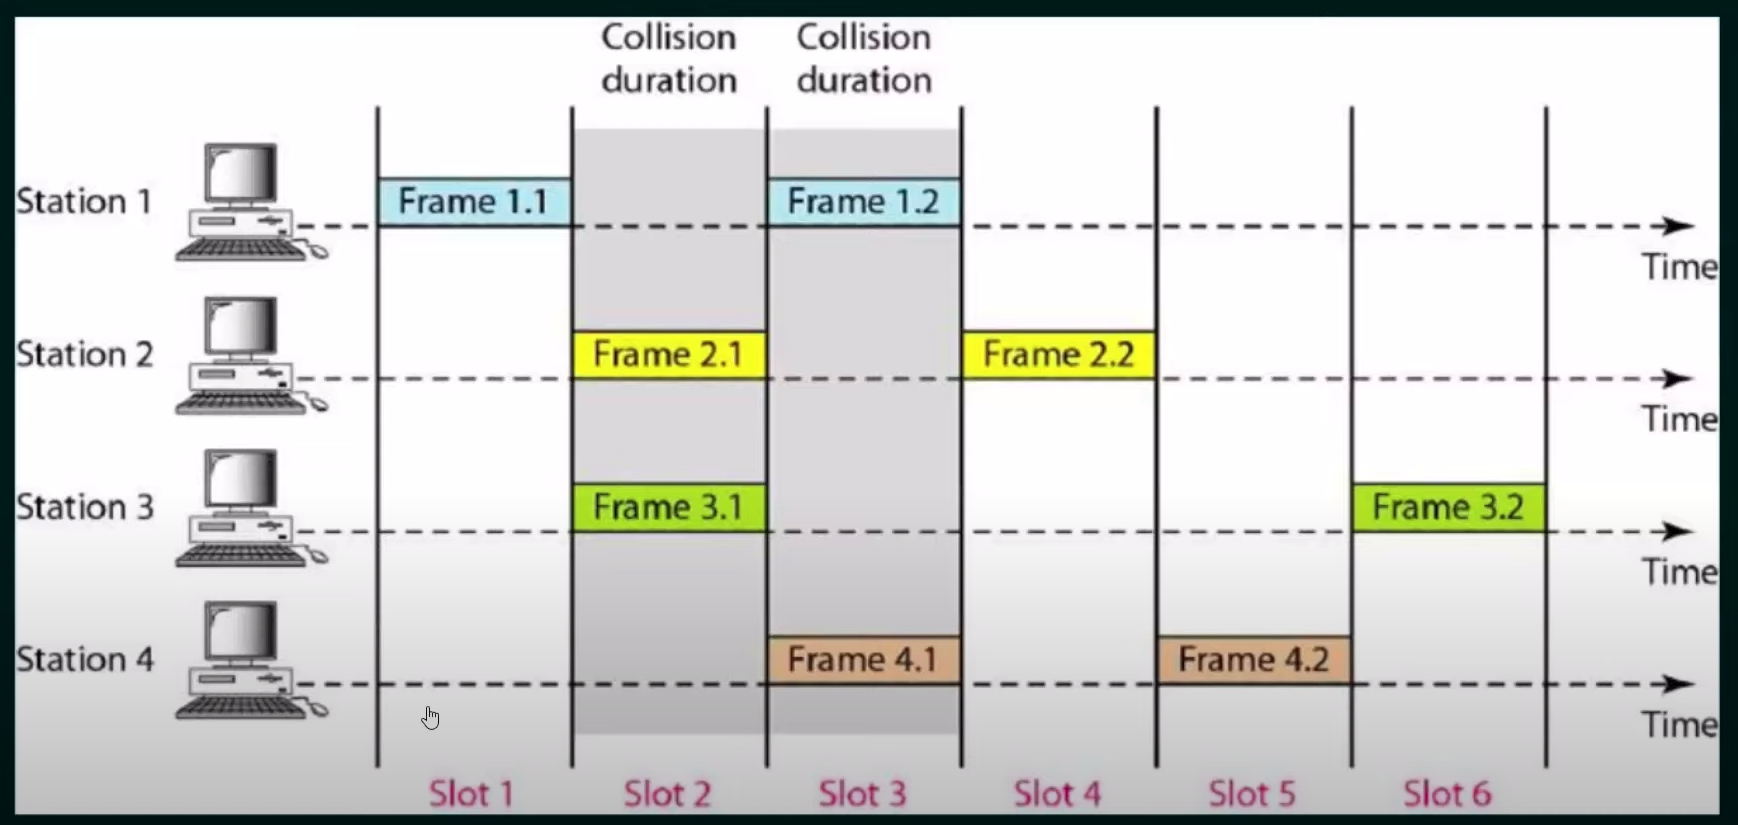 Collision
duration
Collision
duration
Station 1
Frame 1.1
Frame 1.2
Time
Station 2
Frame 2.1
Frame 2.2
Time
Station 3
Frame 3.1
Frame 3.2
Time
Station 4
Frame 4.1
Frame 4.2
Time
Slot 1
Slot 2
Slot 3
Slot 4
Slot 5
Slot 6